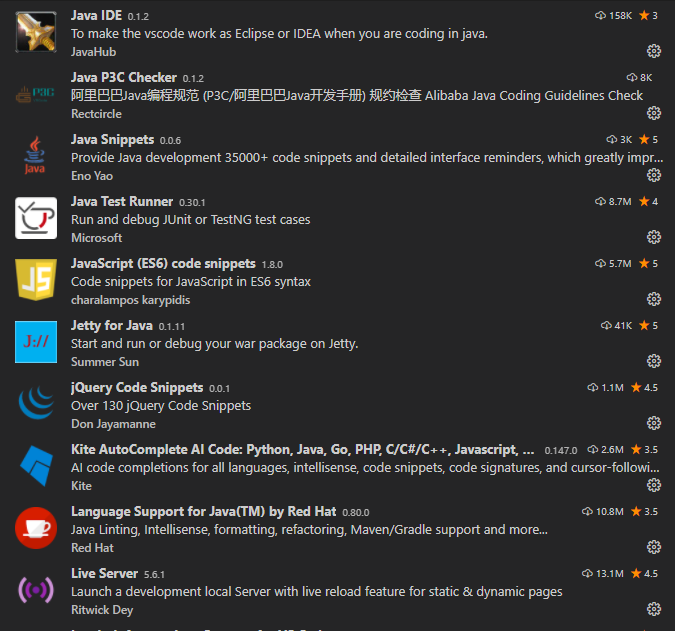 Java IDE 0.1.2 158K 3
To make the vscode work as Eclipse or IDEA when you are coding in java.
JavaHub
P3C
Java P3C Checker 0.1.2 8K
阿里巴巴Java编程规范 (P3C/阿里巴巴Java开发手册) 规约检查 Alibaba Java Coding Guidelines Check
Rectcircle
Java
Java Snippets 0.0.6 3K 5
Provide Java development 35000+ code snippets and detailed interface reminders, which greatly impr...
Eno Yao
Java Test Runner 0.30.1 8.7M 4
Run and debug JUnit or TestNG test cases
Microsoft
JS
JavaScript (ES6) code snippets 1.8.0 5.7M 5
Code snippets for JavaScript in ES6 syntax
charalampos karypidis
J://
Jetty for Java 0.1.11 41K 5
Start and run or debug your war package on Jetty.
Summer Sun
jQuery Code Snippets 0.0.1 1.1M 4.5
Over 130 jQuery Code Snippets
Don Jayamanne
Kite AutoComplete AI Code: Python, Java, Go, PHP, C/C#/C++, Javascript, ... 0.147.0 2.6M 3.5
AI code completions for all languages, intellisense, code snippets, code signatures, and cursor-followi...
Kite
Language Support for Java(TM) by Red Hat 0.80.0 10.8M 3.5
Java Linting, Intellisense, formatting, refactoring, Maven/Gradle support and more...
Red Hat
Live Server 5.6.1 13.1M 4.5
Launch a development local Server with live reload feature for static & dynamic pages
Ritwick Dey